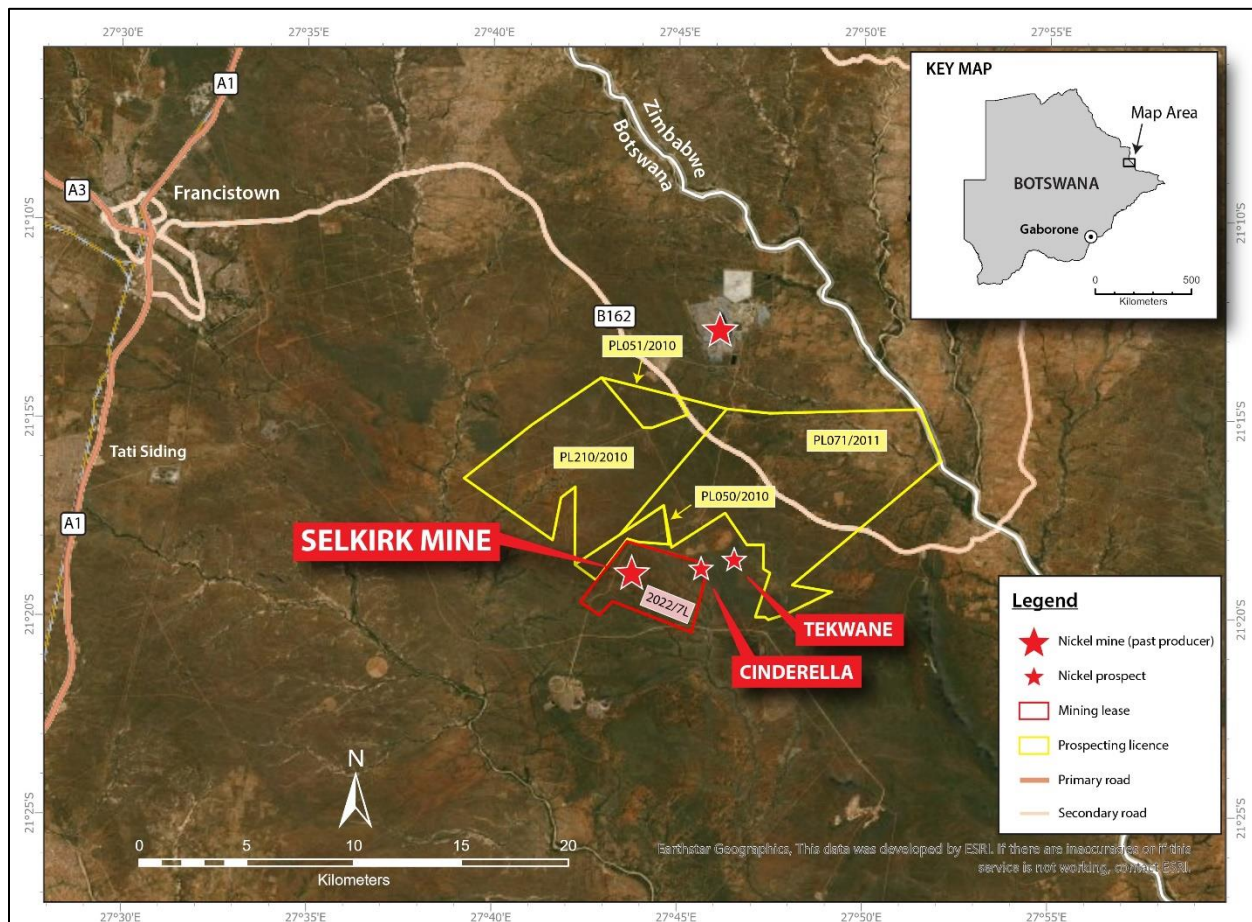 27°30'E
27°35'E
27°40'E
27°45'E
27°50'E
27°55'E
21°10'S
21°15'S
21°20'S
21°25'S
21°10'S
21°15'S
21°20'S
21°25'S
KEY MAP
Map Area
BOTSWANA
Gaborone
0 500
Kilometers
A1
Zimbabwe
Botswana
A3
Francistown
B162
PL051/2010
PL071/2011
Tati Siding
PL210/2010
PL050/2010
A1
SELKIRK MINE
2022/7L
TEKWANE
CINDERELLA
Legend
Nickel mine (past producer)
Nickel prospect
Mining lease
Prospecting licence
Primary road
Secondary road
N
0 5 10 20
Kilometers
Earthstar Geographics, This data was developed by ESRI. If there are inaccuracies or if this
service is not working, contact ESRI.
27°30'E
27°35'E
27°40'E
27°45'E
27°50'E
27°55'E